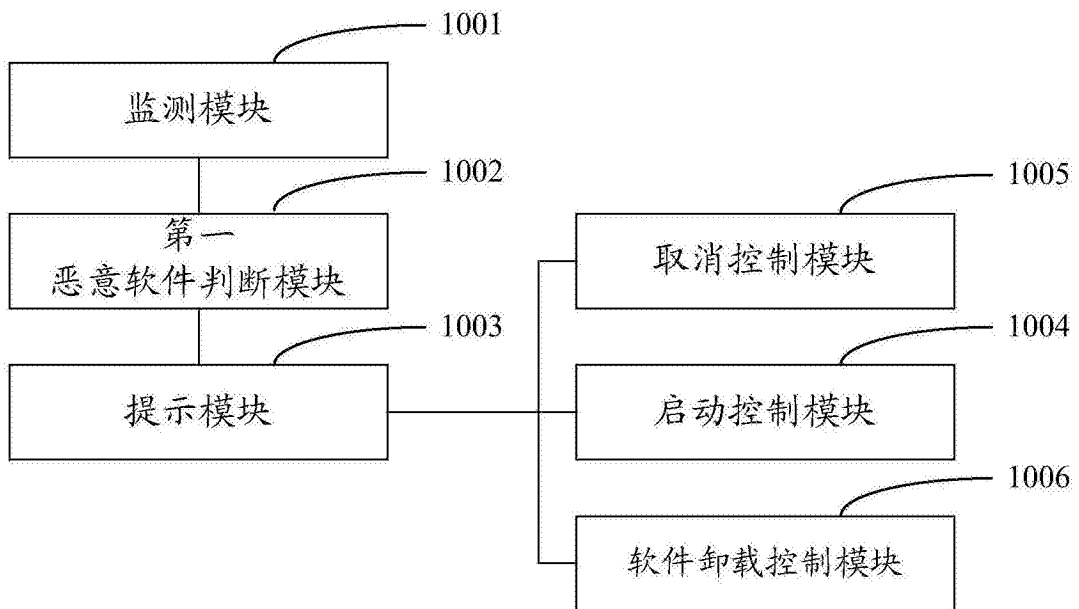 1001
监测模块
1002
第一
恶意软件判断模块
1003
提示模块
1005
取消控制模块
1004
启动控制模块
1006
软件卸载控制模块